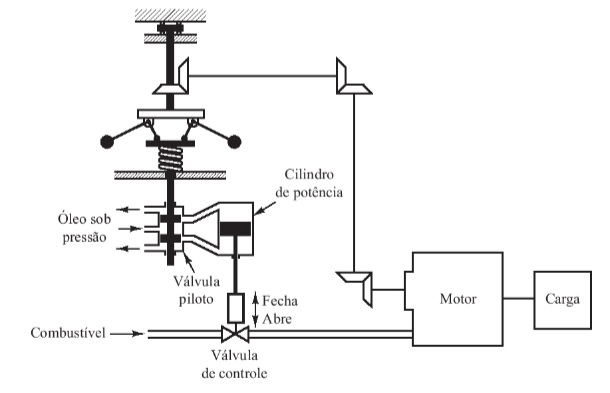 Cilindro
de potência
Óleo sob
pressão
Válvula
piloto
Fecha
Abre
Motor
Carga
Combustível
Válvula
de controle